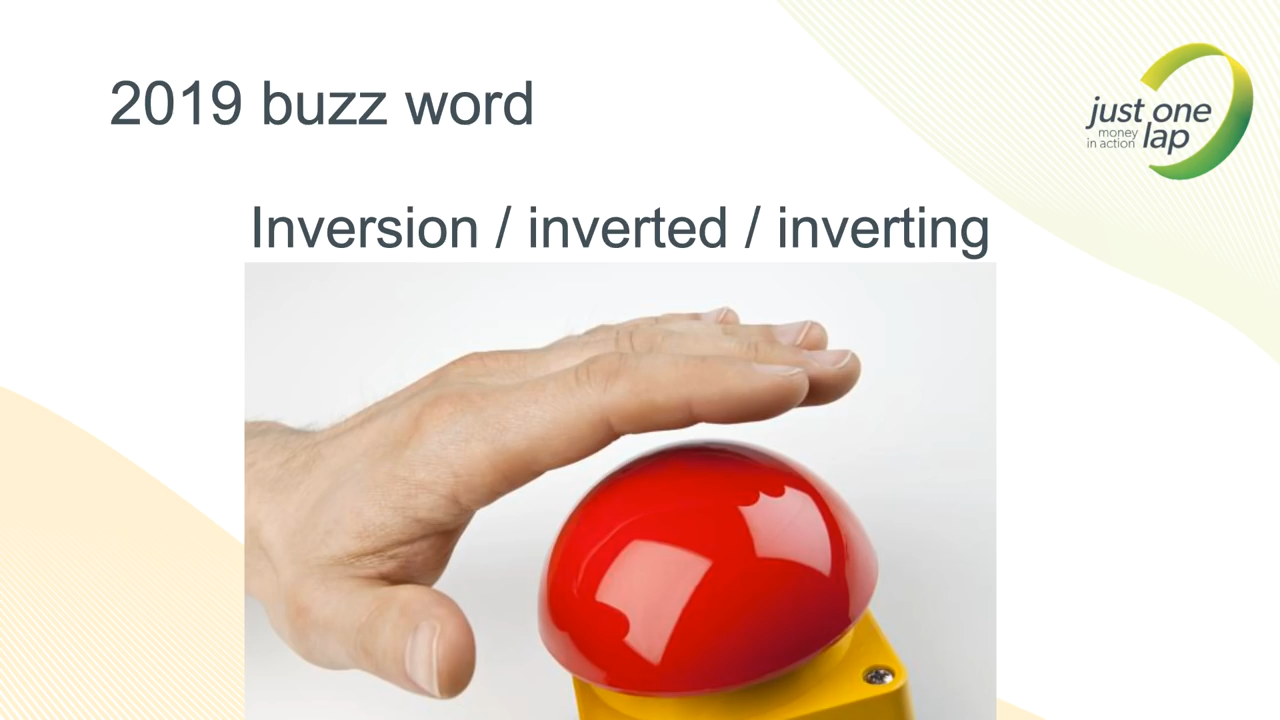 2019 buzz word
just one
money
in action lap
Inversion / inverted / inverting